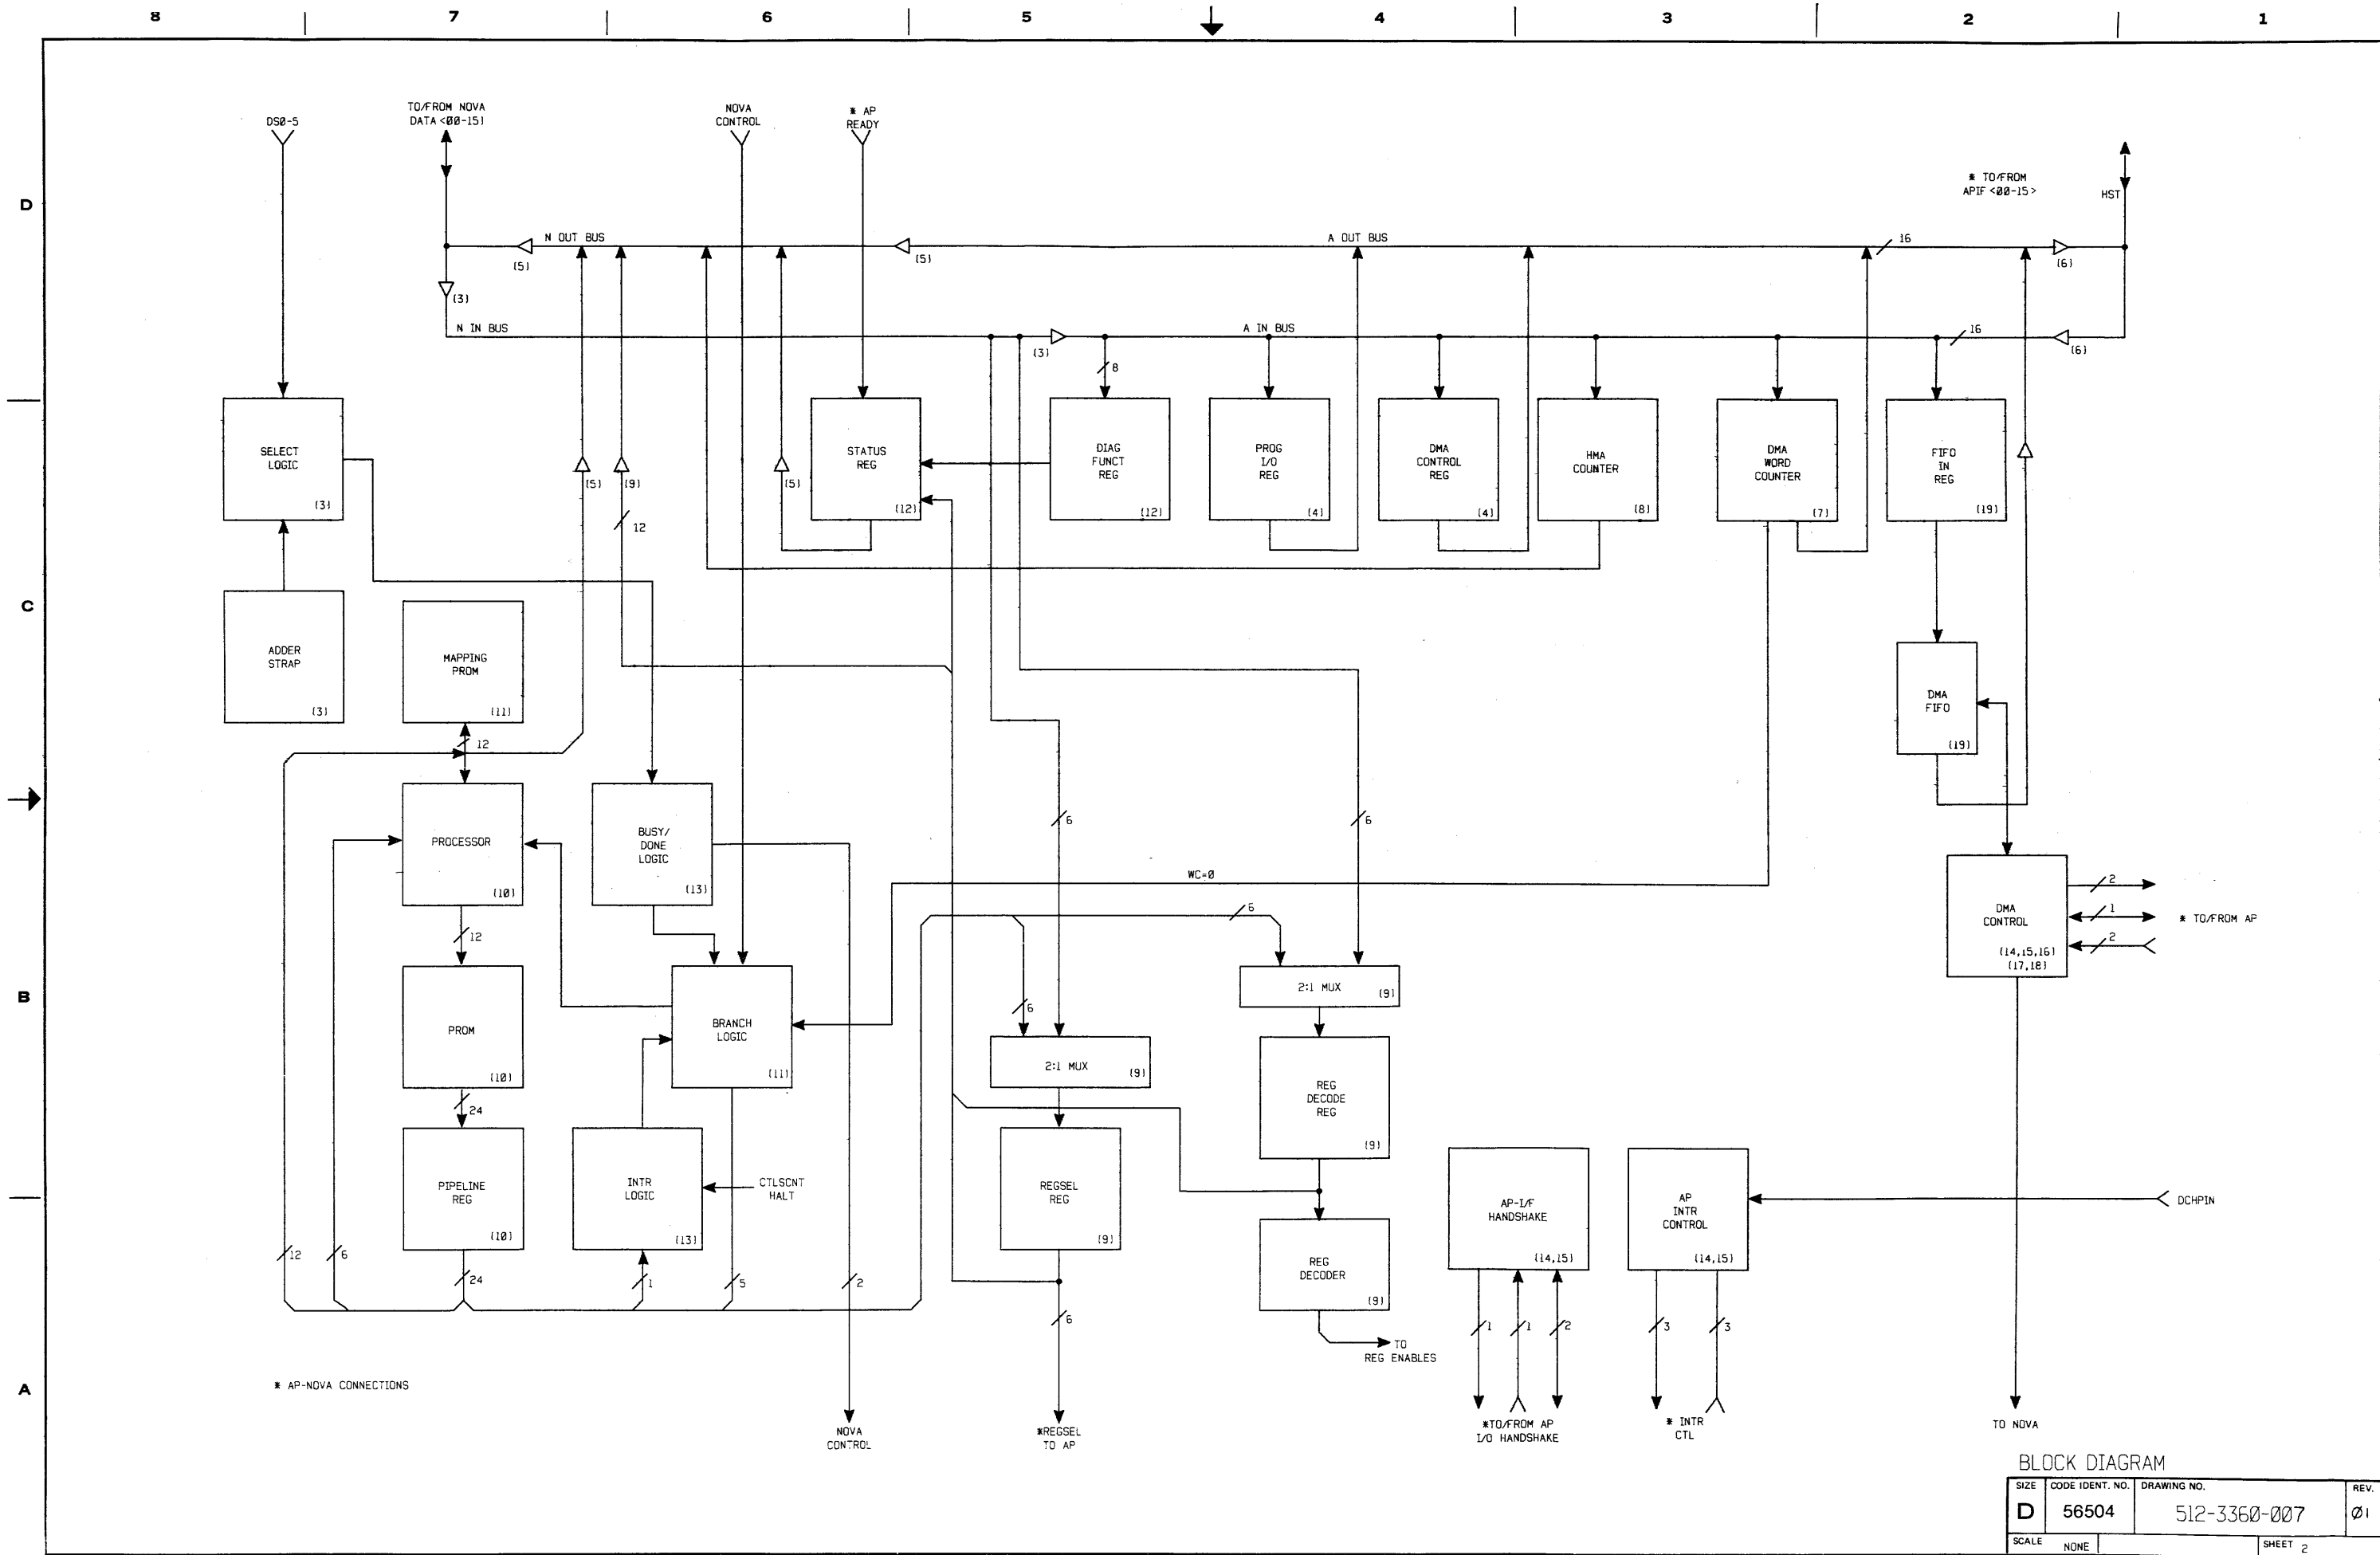 8 7 6 5 4 3 2 1
D
C
B
A
DSØ-5
TO/FROM NOVA
DATA <ØØ-15)
NOVA
CONTROL
* AP
READY
* TO/FROM
APIF <ØØ-15>
HST
N OUT BUS
(5)
A OUT BUS
(5)
16
(6)
(3)
N IN BUS
(3)
A IN BUS
16
(6)
8
SELECT
LOGIC
(3)
(5)
(9)
12
(5)
STATUS
REG
(12)
DIAG
FUNCT
REG
(12)
PROG
I/O
REG
(4)
DMA
CONTROL
REG
(4)
HMA
COUNTER
(8)
DMA
WORD
COUNTER
(7)
FIFO
IN
REG
(19)
ADDER
STRAP
(3)
MAPPING
PROM
(11)
12
DMA
FIFO
(19)
PROCESSOR
(10)
12
BUSY/
DONE
LOGIC
(13)
6
6
WC=Ø
6
DMA
CONTROL
(14,15,16)
(17,18)
2
1
2
* TO/FROM AP
PROM
(10)
24
BRANCH
LOGIC
(11)
6
2:1 MUX
(9)
2:1 MUX
(9)
REG
DECODE
REG
(9)
PIPELINE
REG
(10)
INTR
LOGIC
(13)
CTLSCNT
HALT
REGSEL
REG
(9)
REG
DECODER
(9)
AP-I/F
HANDSHAKE
(14,15)
AP
INTR
CONTROL
(14,15)
DCHPIN
12
6
24
1
5
2
6
1
1
2
3
3
TO
REG ENABLES
* AP-NOVA CONNECTIONS
NOVA
CONTROL
*REGSEL
TO AP
*TO/FROM AP
I/O HANDSHAKE
* INTR
CTL
TO NOVA
BLOCK DIAGRAM
SIZE CODE IDENT. NO. DRAWING NO. REV.
D 56504 512-336Ø-ØØ7 Ø1
SCALE NONE SHEET 2